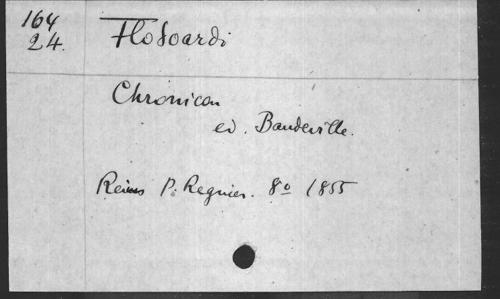 164
24.
Flodoardi
Chronicon
ed. Bandeville.
Reims P. Regnier. 8º 1855